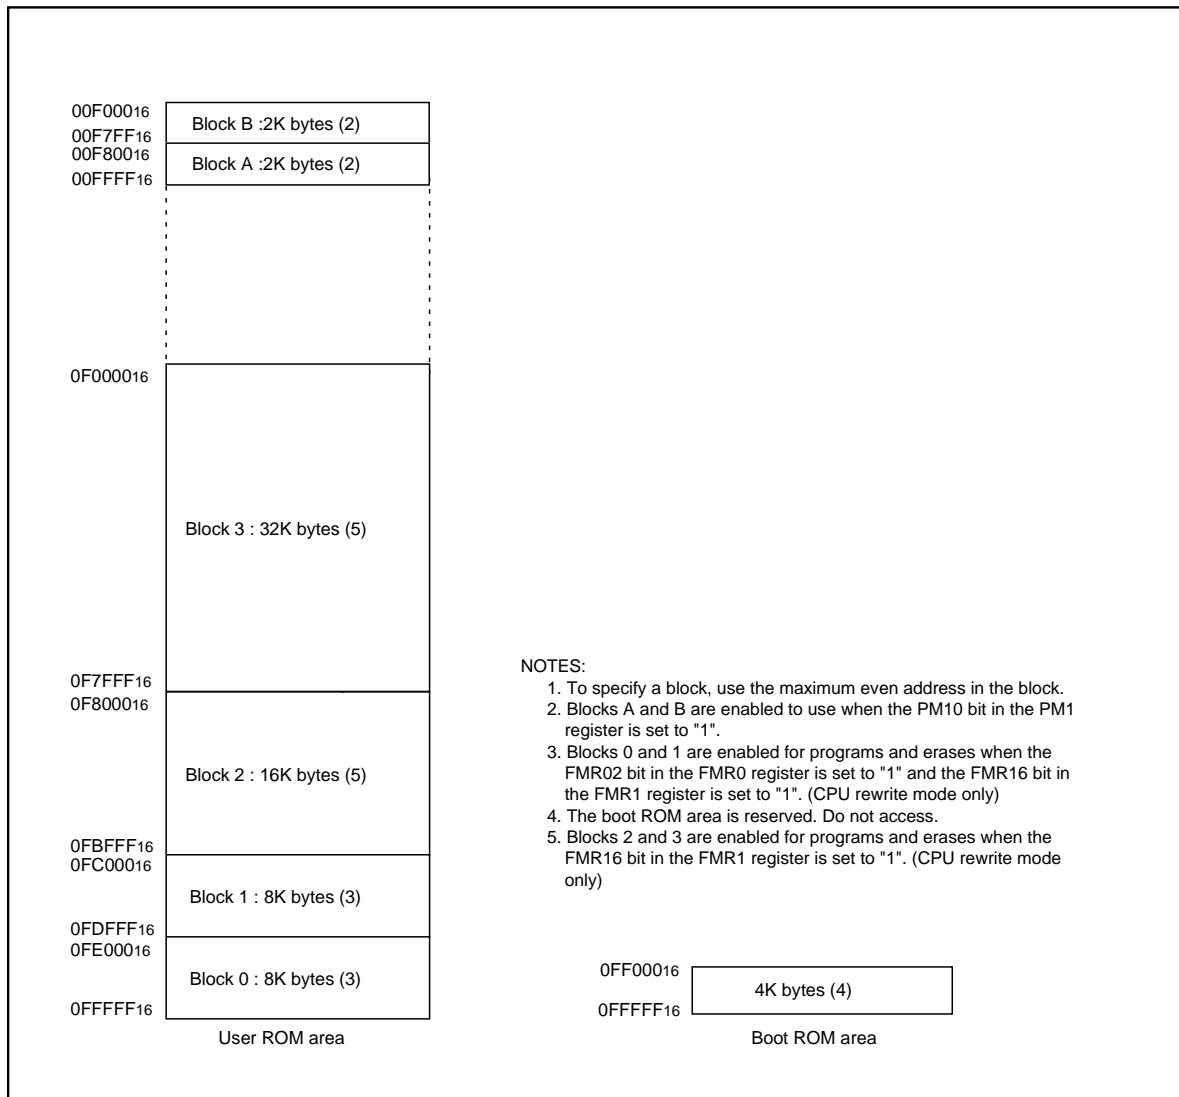 00F00016
Block B :2K bytes (2)
00F7FF16
00F80016
Block A :2K bytes (2)
00FFFF16
0F000016
Block 3 : 32K bytes (5)
0F7FFF16
0F800016
Block 2 : 16K bytes (5)
0FBFFF16
0FC00016
Block 1 : 8K bytes (3)
0FDFFF16
0FE00016
Block 0 : 8K bytes (3)
0FFFFF16
User ROM area
NOTES:
1. To specify a block, use the maximum even address in the block.
2. Blocks A and B are enabled to use when the PM10 bit in the PM1
register is set to "1".
3. Blocks 0 and 1 are enabled for programs and erases when the
FMR02 bit in the FMR0 register is set to "1" and the FMR16 bit in
the FMR1 register is set to "1". (CPU rewrite mode only)
4. The boot ROM area is reserved. Do not access.
5. Blocks 2 and 3 are enabled for programs and erases when the
FMR16 bit in the FMR1 register is set to "1". (CPU rewrite mode
only)
0FF00016
4K bytes (4)
0FFFFF16
Boot ROM area